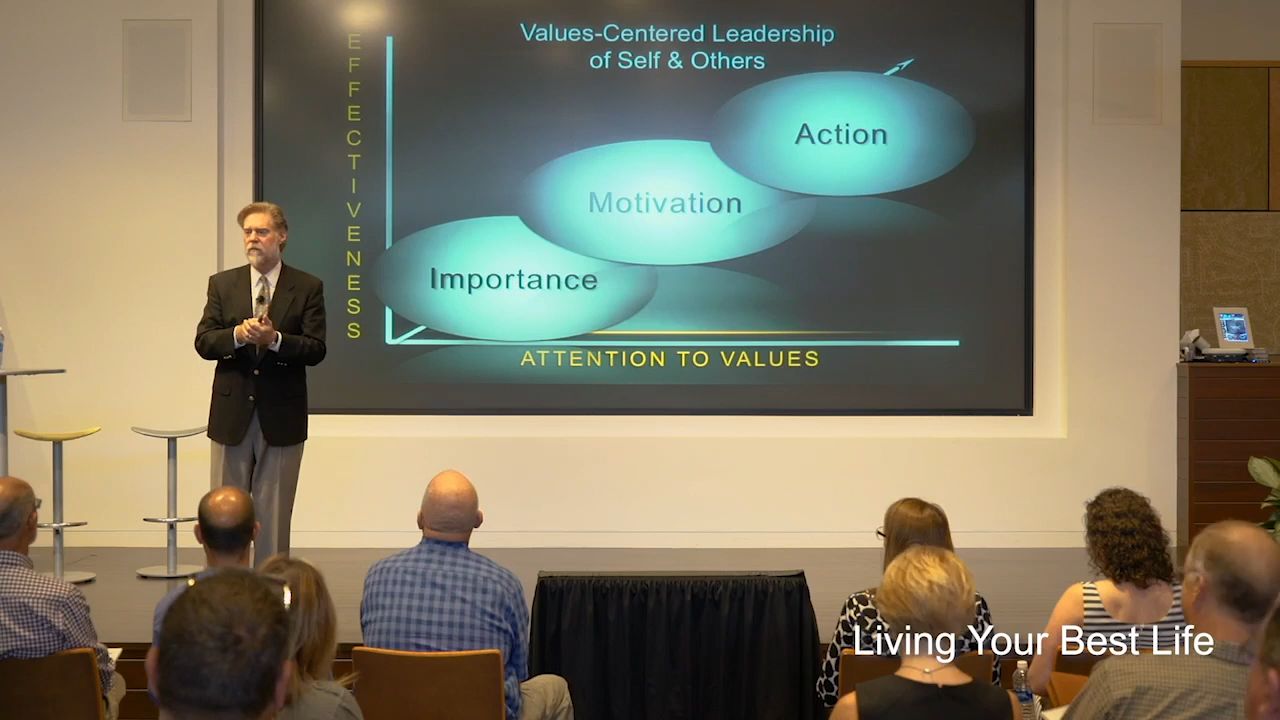 Values-Centered Leadership
of Self & Others
EFFECTIVENESS
Action
Motivation
Importance
ATTENTION TO VALUES
Living Your Best Life